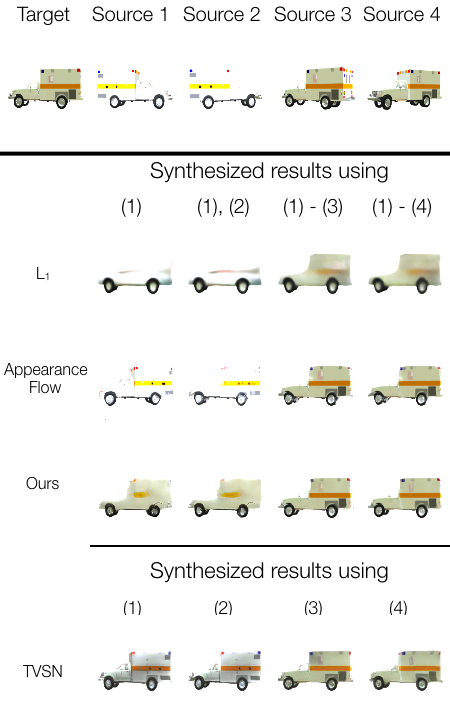 Target Source 1 Source 2 Source 3 Source 4
Synthesized results using
(1) (1), (2) (1) - (3) (1) - (4)
L₁
Appearance
Flow
Ours
Synthesized results using
(1) (2) (3) (4)
TVSN